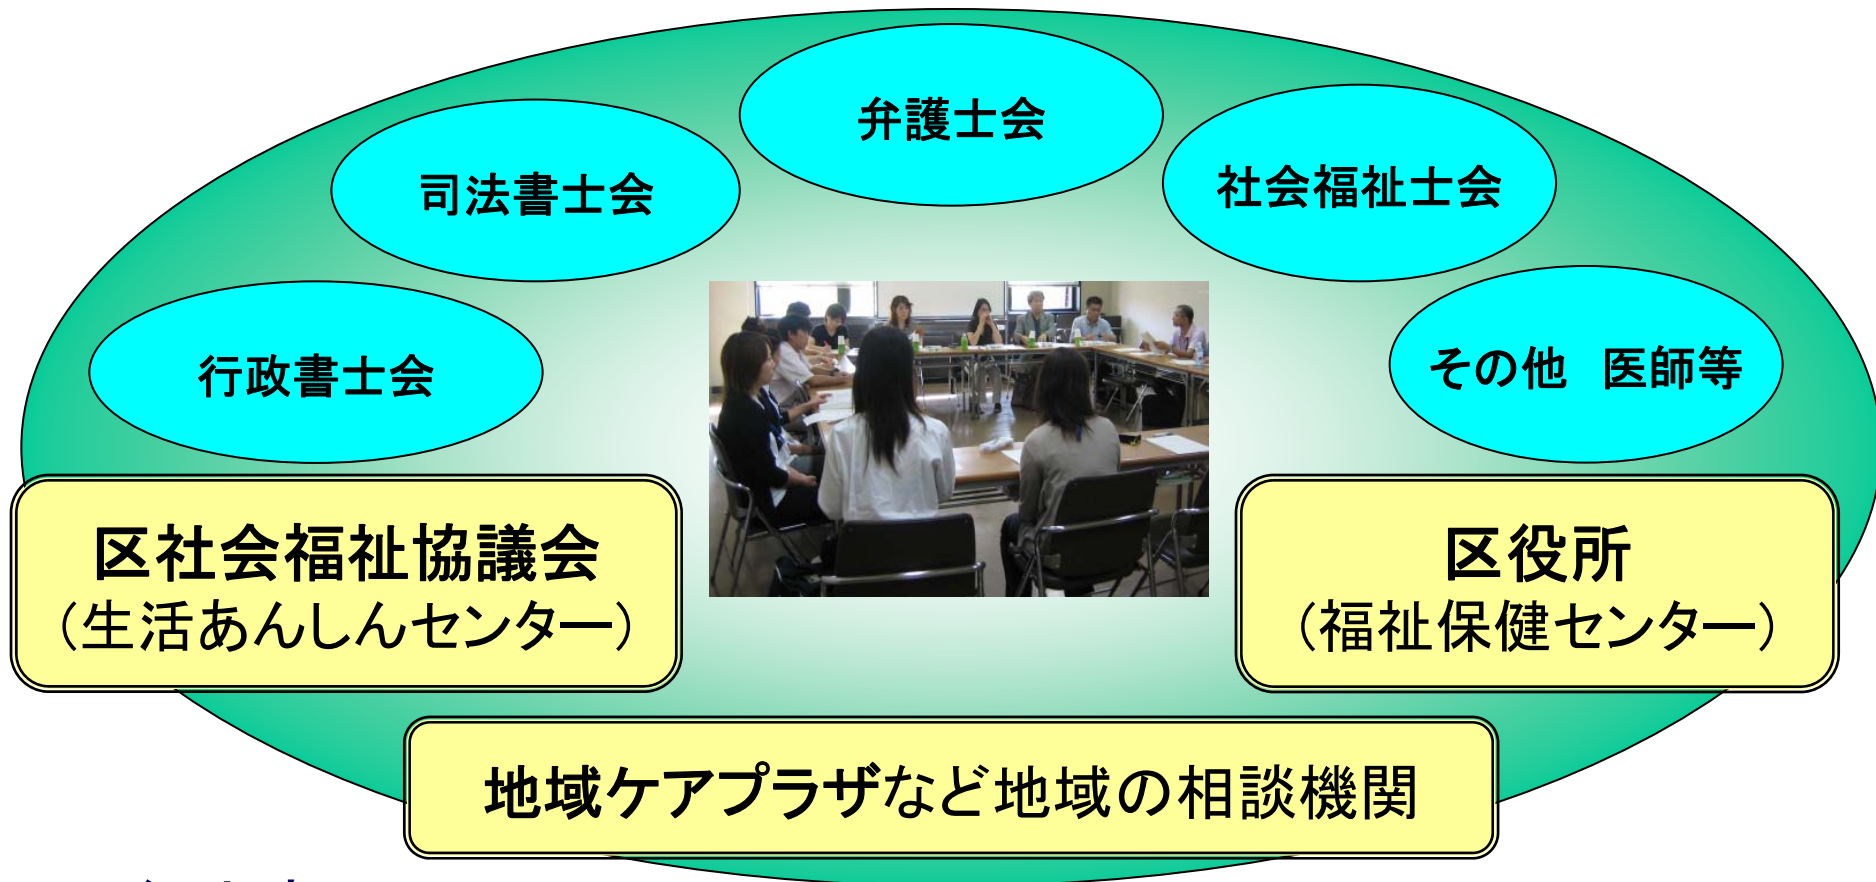 弁護士会
司法書士会
社会福祉士会
行政書士会
その他　医師等
区社会福祉協議会
（生活あんしんセンター）
区役所
（福祉保健センター）
地域ケアプラザなど地域の相談機関